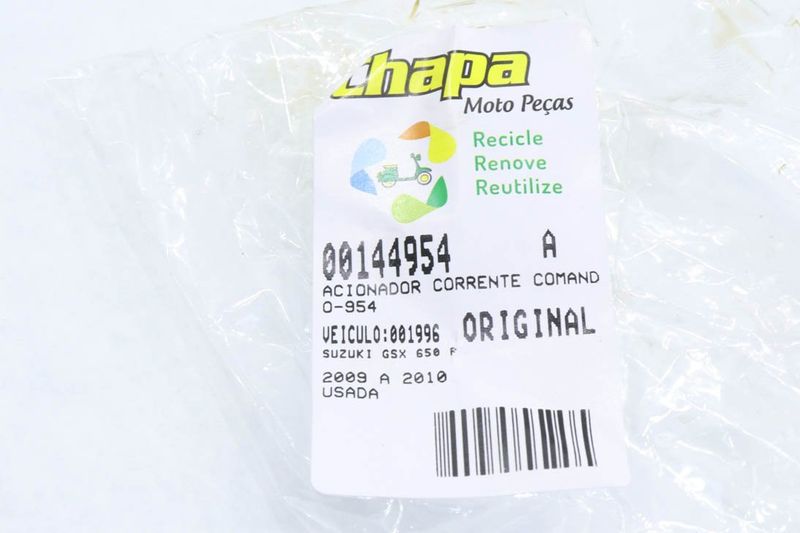 Chapa
Moto Peças
Recicle
Renove
Reutilize
00144954 A
ACIONADOR CORRENTE COMAND
O-954
VEICULO:001996 ORIGINAL
SUZUKI GSX 650 F
2009 A 2010
USADA